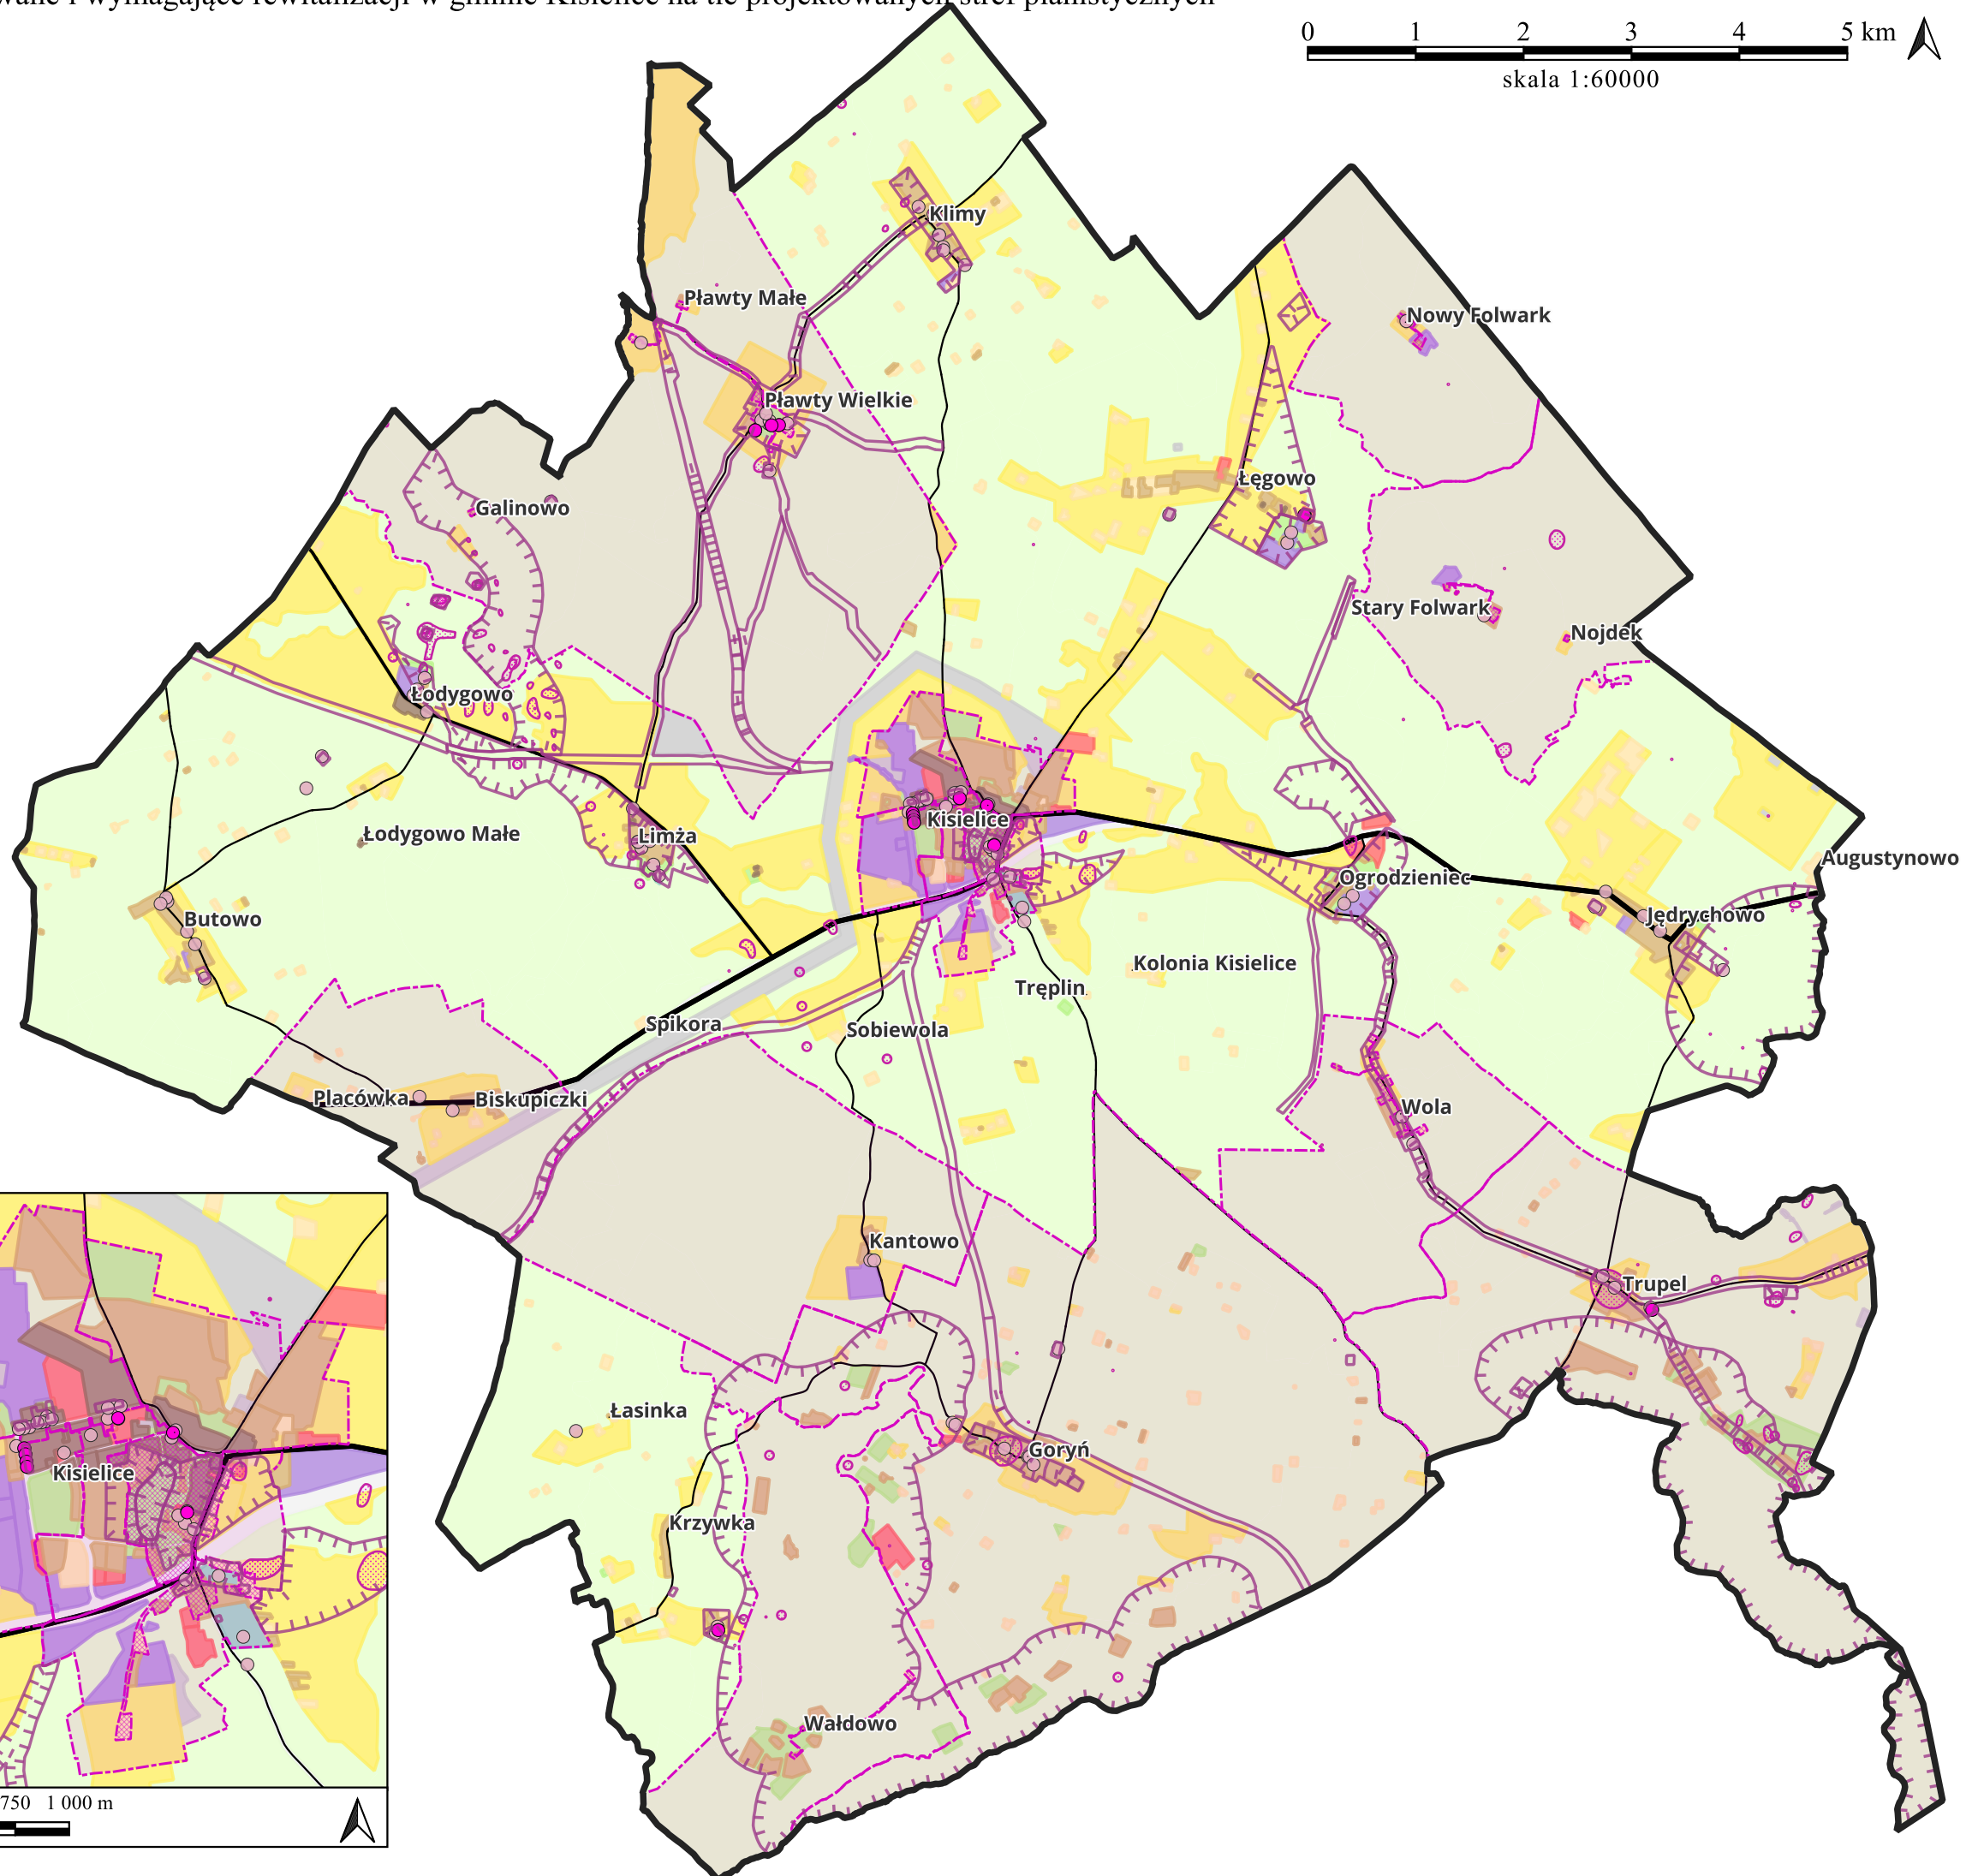 i wymagające rewitalizacji w gminie Kisielice na tle projektowanych stref planistycznych
0 1 2 3 4 5 km
skala 1:60000
Klimy
Pławty Małe
Nowy Folwark
Pławty Wielkie
Łęgowo
Galinowo
Stary Folwark
Nojdek
Łodygowo
Kisielice
Łodygowo Małe
Limża
Augustynowo
Ogrodzieniec
Butowo
Jędrychowo
Kolonia Kisielice
Tręplin
Spikora
Sobiewola
Placówka
Biskupiczki
Wola
Kantowo
Trupel
Łasinka
Goryń
Kisielice
Krzywka
Wałdowo
750 1 000 m